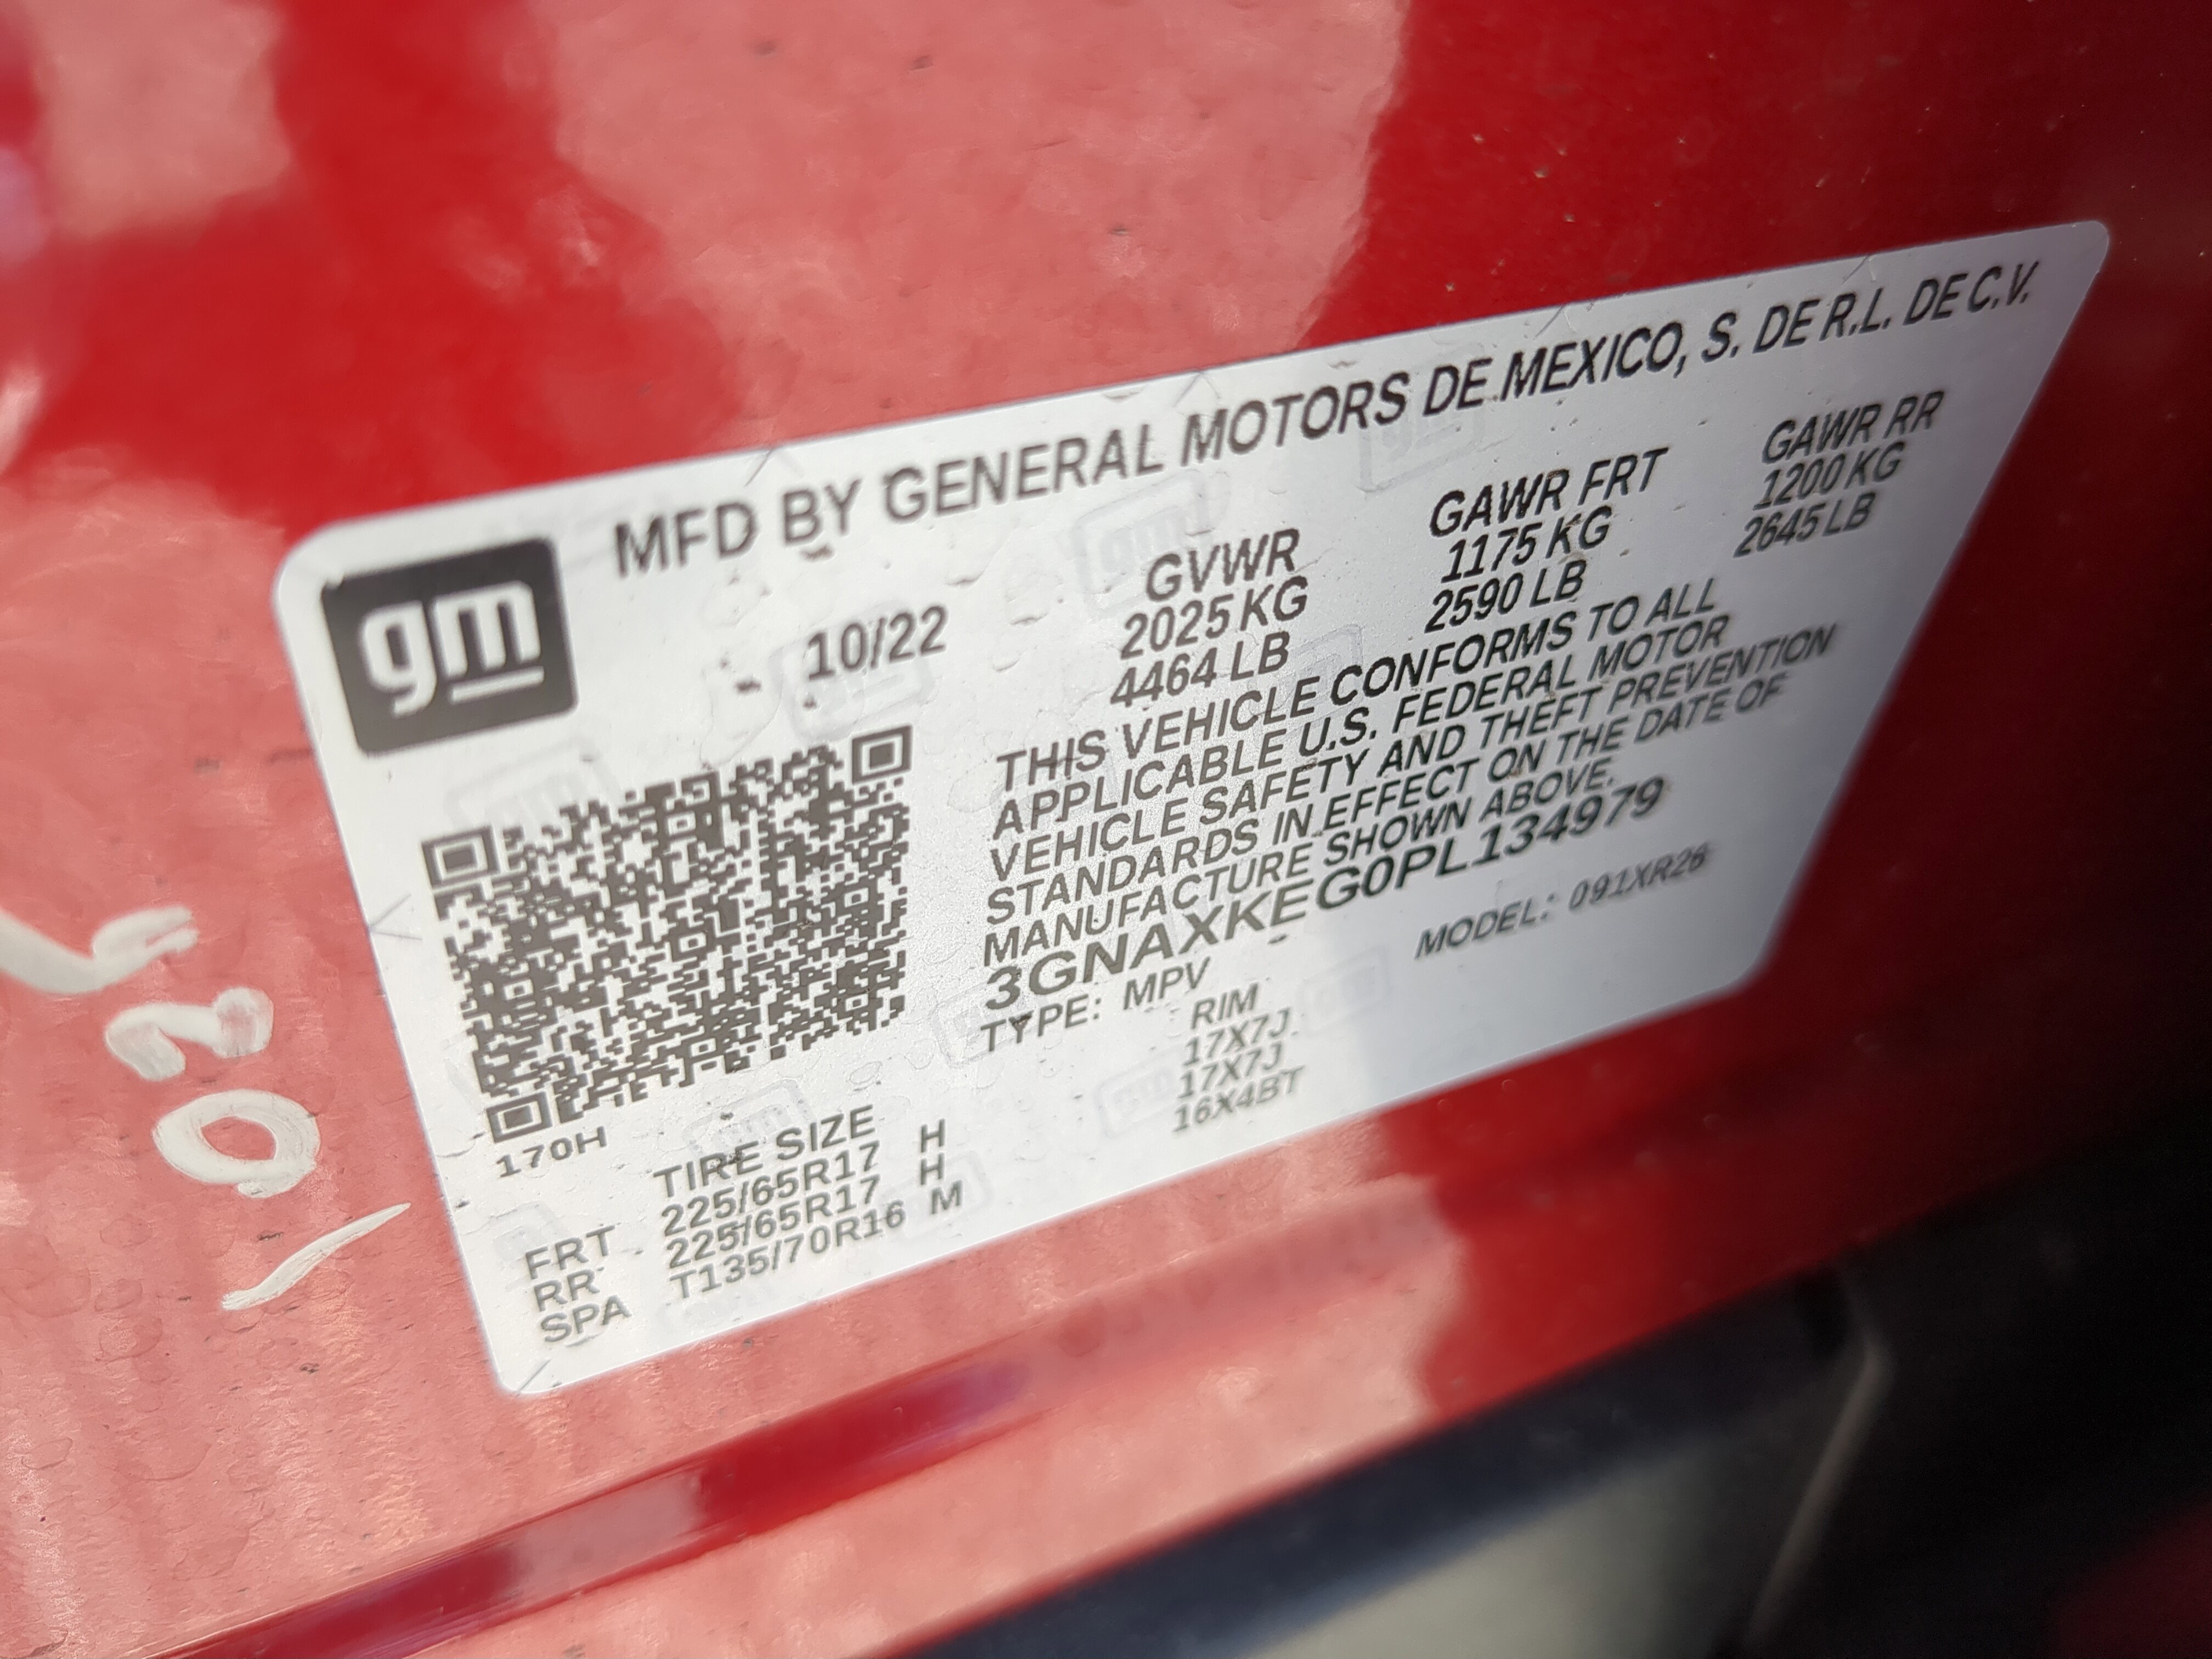 gm
MFD BY GENERAL MOTORS DE MEXICO, S. DE R.L. DE C.V.
10/22 GVWR GAWR FRT GAWR RR
2025 KG 1175 KG 1200 KG
4464 LB 2590 LB 2645 LB
THIS VEHICLE CONFORMS TO ALL
APPLICABLE U.S. FEDERAL MOTOR
VEHICLE SAFETY AND THEFT PREVENTION
STANDARDS IN EFFECT ON THE DATE OF
MANUFACTURE SHOWN ABOVE.
3GNAXKEG0PL134979
TYPE: MPV MODEL: 091XR26
170H
TIRE SIZE RIM
FRT 225/65R17 H 17X7J
RR 225/65R17 H 17X7J
SPA T135/70R16 M 16X4BT